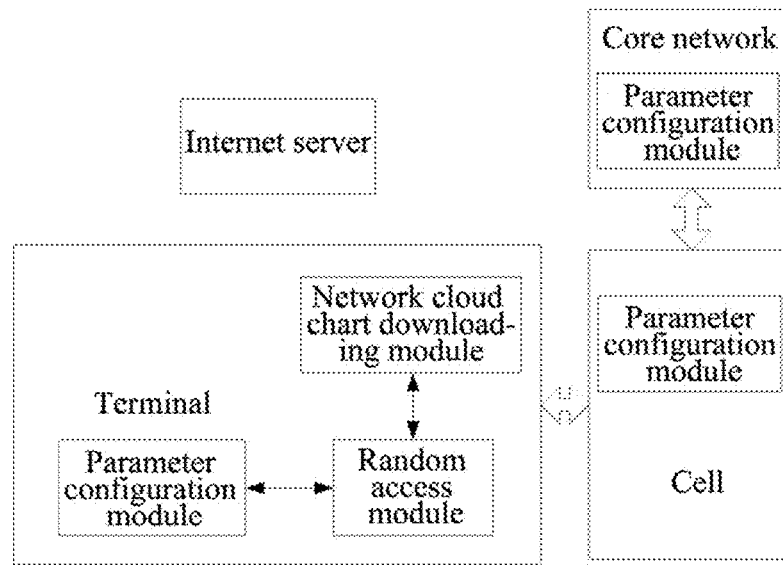 Core network
Parameter
configuration
module
Internet server
Network cloud
chart download-
ing module
Parameter
configuration
module
Terminal
Parameter
configuration
module
Random
access
module
Cell